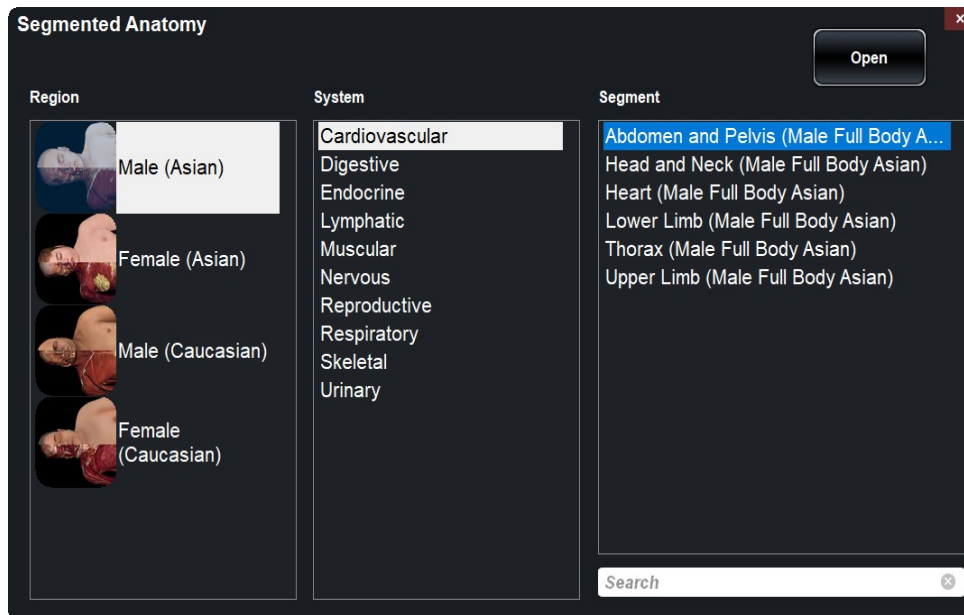 Segmented Anatomy
Open
Region
System
Segment
Male (Asian)
Female (Asian)
Male (Caucasian)
Female
(Caucasian)
Cardiovascular
Digestive
Endocrine
Lymphatic
Muscular
Nervous
Reproductive
Respiratory
Skeletal
Urinary
Abdomen and Pelvis (Male Full Body A...
Head and Neck (Male Full Body Asian)
Heart (Male Full Body Asian)
Lower Limb (Male Full Body Asian)
Thorax (Male Full Body Asian)
Upper Limb (Male Full Body Asian)
Search